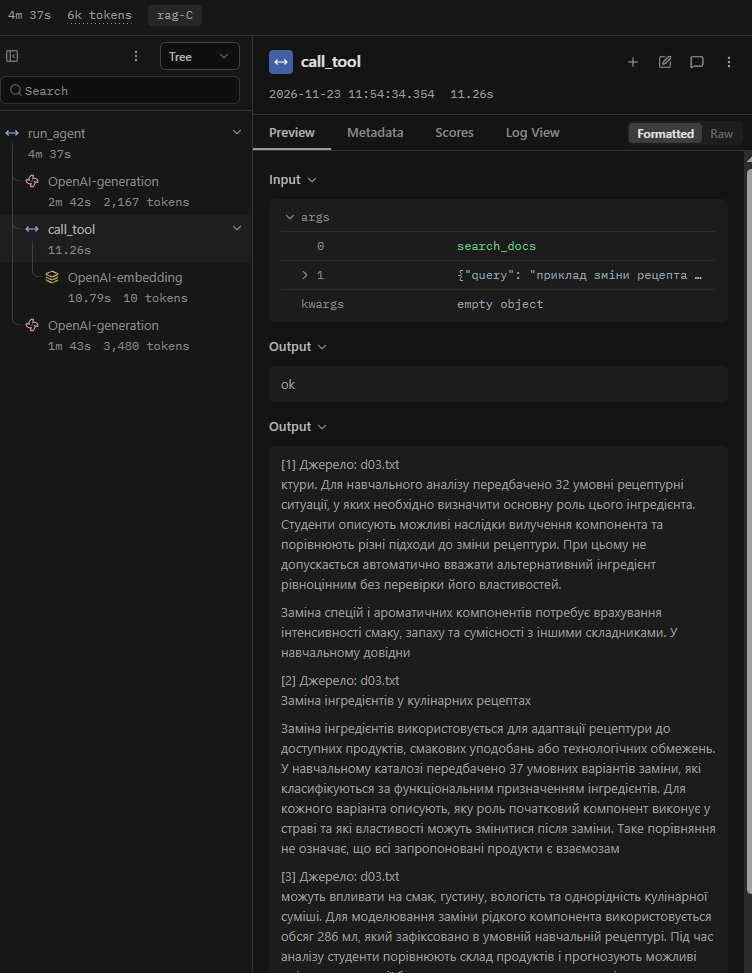 4m 37s 6k tokens rag-C
Tree
Search
run_agent
4m 37s
OpenAI-generation
2m 42s 2,167 tokens
call_tool
11.26s
OpenAI-embedding
10.79s 10 tokens
OpenAI-generation
1m 43s 3,480 tokens
call_tool
2026-11-23 11:54:34.354 11.26s
Preview Metadata Scores Log View Formatted Raw
Input
args
0 search_docs
1 {"query": "приклад зміни рецепта …
kwargs empty object
Output
ok
Output
[1] Джерело: d03.txt
ктури. Для навчального аналізу передбачено 32 умовні рецептурні
ситуації, у яких необхідно визначити основну роль цього інгредієнта.
Студенти описують можливі наслідки вилучення компонента та
порівнюють різні підходи до зміни рецептури. При цьому не
допускається автоматично вважати альтернативний інгредієнт
рівноцінним без перевірки його властивостей.
Заміна спецій і ароматичних компонентів потребує врахування
інтенсивності смаку, запаху та сумісності з іншими складниками. У
навчальному довідни
[2] Джерело: d03.txt
Заміна інгредієнтів у кулінарних рецептах
Заміна інгредієнтів використовується для адаптації рецептури до
доступних продуктів, смакових уподобань або технологічних обмежень.
У навчальному каталозі передбачено 37 умовних варіантів заміни, які
класифікуються за функціональним призначенням інгредієнтів. Для
кожного варіанта описують, яку роль початковий компонент виконує у
страві та які властивості можуть змінитися після заміни. Таке порівняння
не означає, що всі запропоновані продукти є взаємозам
[3] Джерело: d03.txt
можуть впливати на смак, густину, вологість та однорідність кулінарної
суміші. Для моделювання заміни рідкого компонента використовується
обсяг 286 мл, який зафіксовано в умовній навчальній рецептурі. Під час
аналізу студенти порівнюють склад продуктів і прогнозують можливі